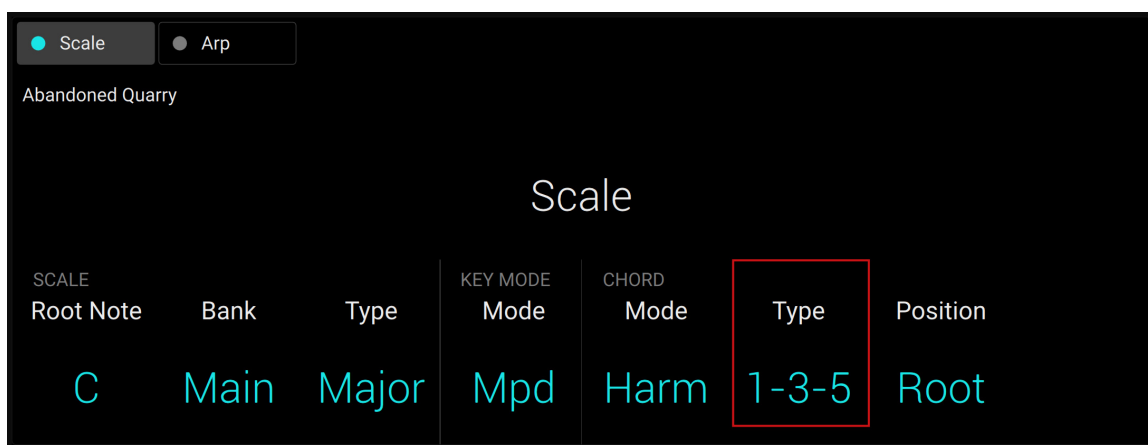 Scale Arp
Abandoned Quarry
Scale
SCALE KEY MODE CHORD
Root Note Bank Type Mode Mode Type Position
C Main Major Mpd Harm 1-3-5 Root